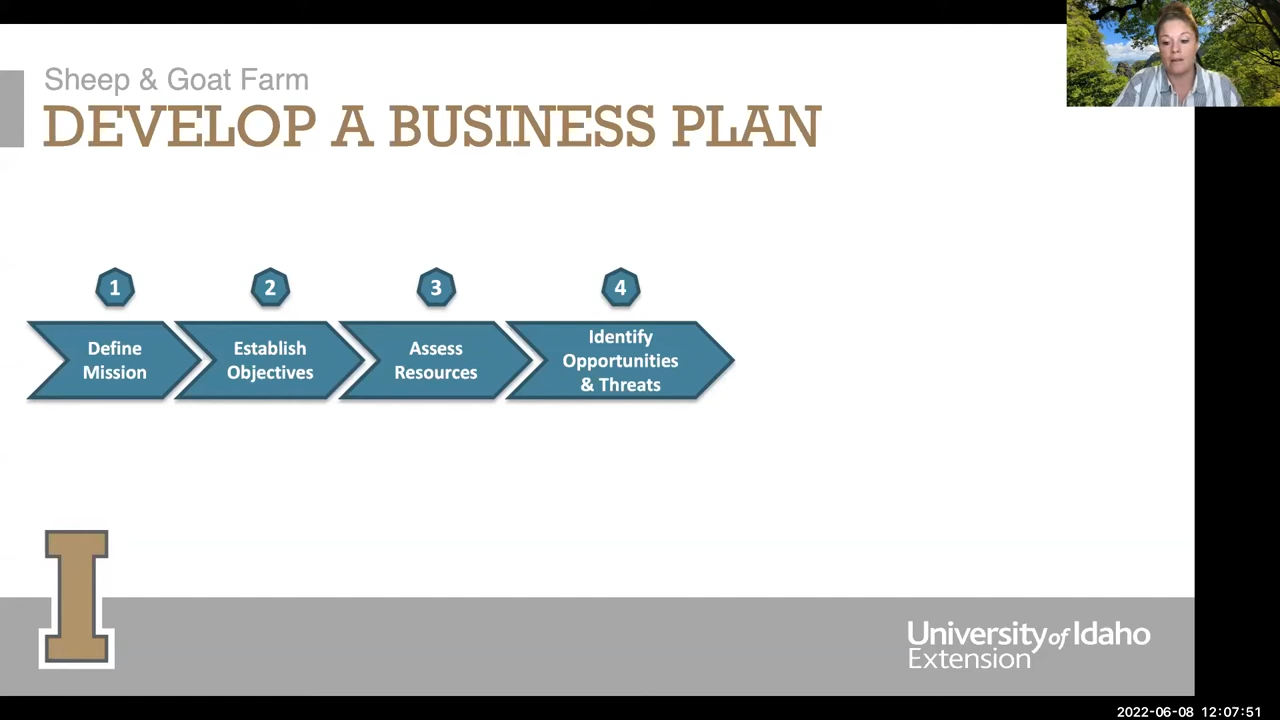 Sheep & Goat Farm
DEVELOP A BUSINESS PLAN
1
2
3
4
Define
Mission
Establish
Objectives
Assess
Resources
Identify
Opportunities
& Threats
I
University of Idaho
Extension
2022-06-08 12:07:51